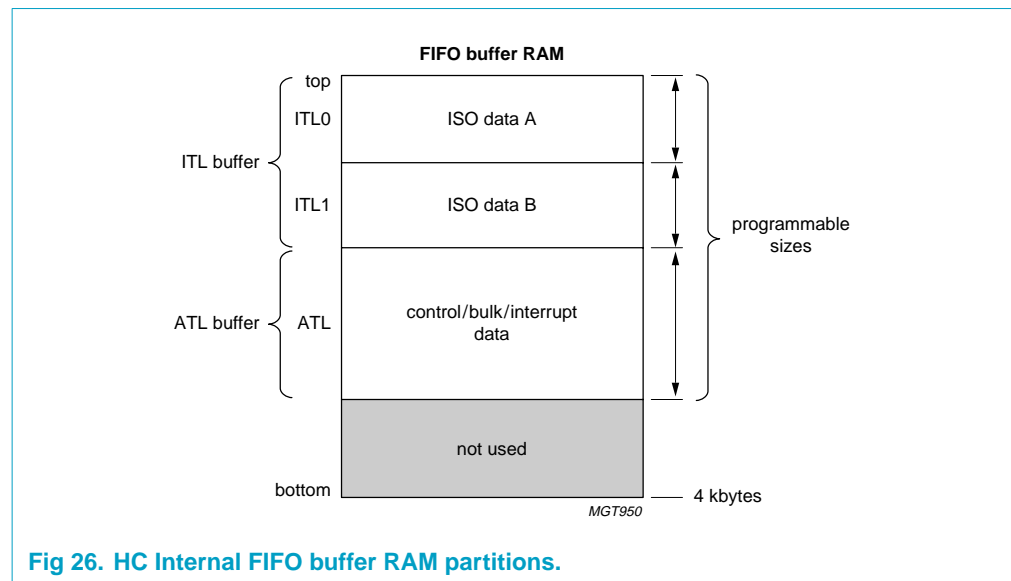 FIFO buffer RAM
top
ITL0
ISO data A
ITL buffer
ITL1
ISO data B
programmable
sizes
ATL buffer
ATL
control/bulk/interrupt
data
not used
bottom
4 kbytes
MGT950
Fig 26. HC Internal FIFO buffer RAM partitions.